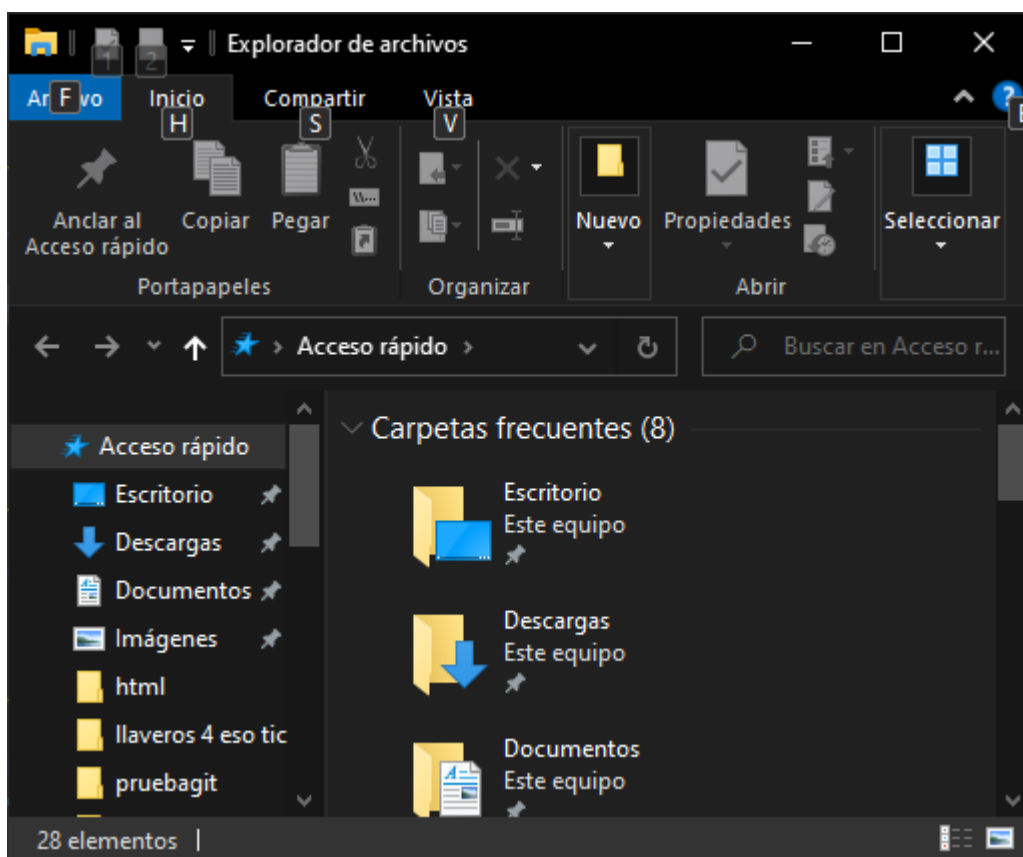 Explorador de archivos
1 2
Inicio Compartir Vista
F H S V
Anclar al
Acceso rápido
Copiar Pegar
Nuevo Propiedades Seleccionar
Portapapeles Organizar Abrir
Acceso rápido
Buscar en Acceso r...
Acceso rápido
Escritorio
Descargas
Documentos
Imágenes
html
llaveros 4 eso tic
pruebagit
Carpetas frecuentes (8)
Escritorio
Este equipo
Descargas
Este equipo
Documentos
Este equipo
28 elementos